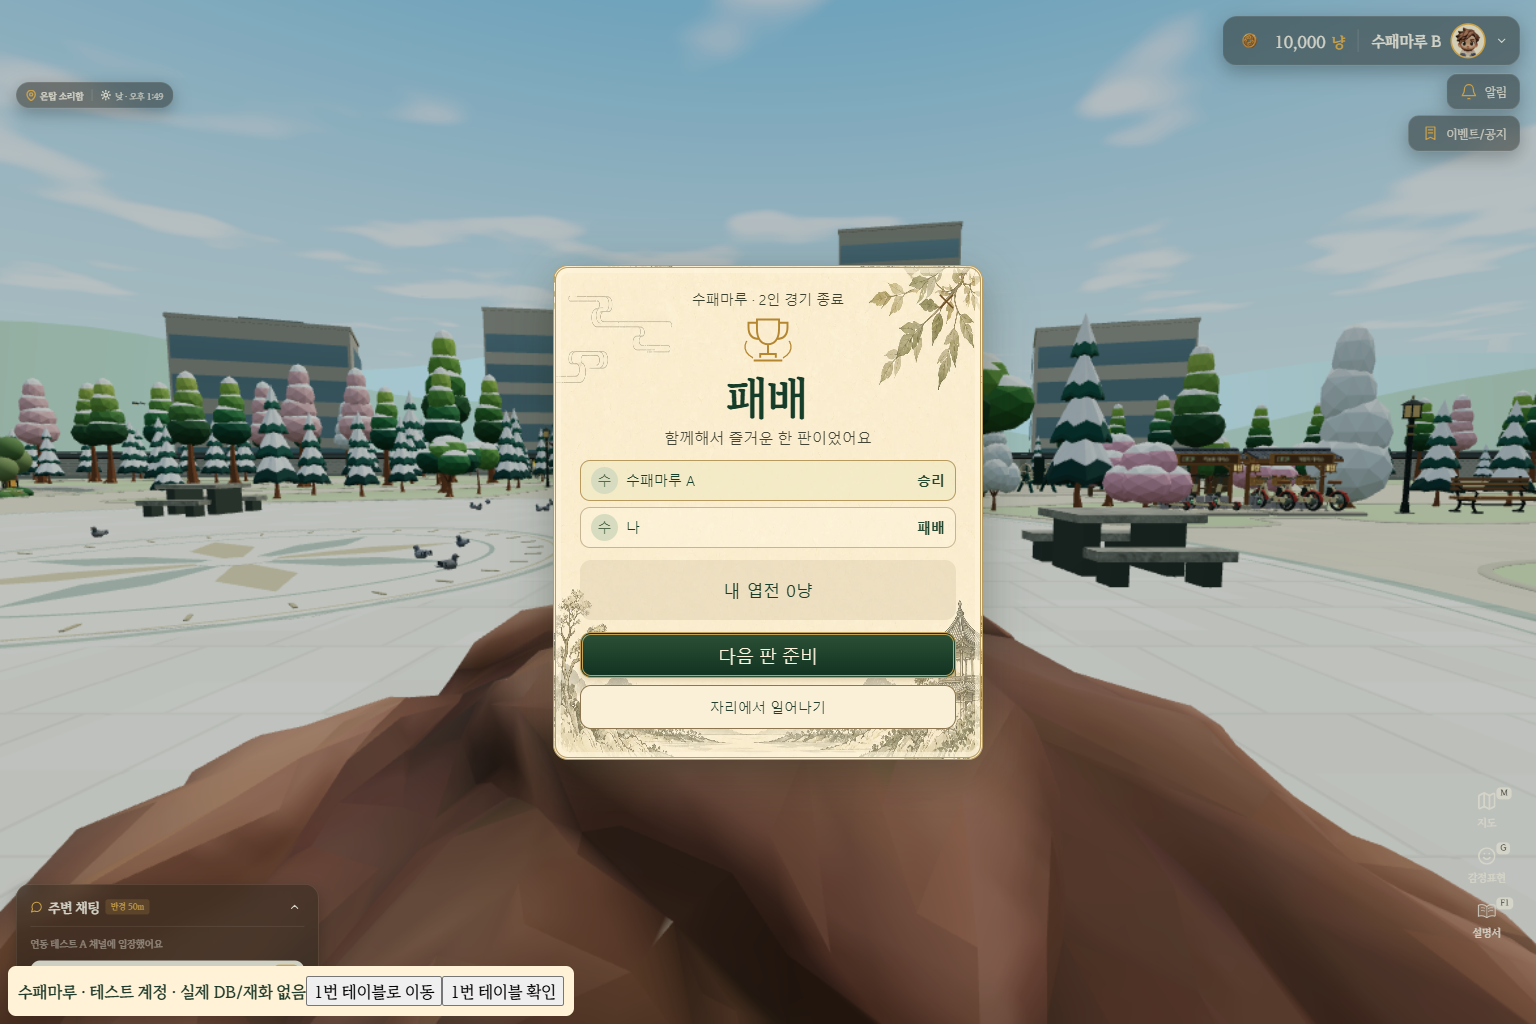 10,000 냥
수패마루 B
온탑 소리함
낮 · 오후 1:49
알림
이벤트/공지
수패마루 · 2인 경기 종료
패배
함께해서 즐거운 한 판이었어요
수 수패마루 A 승리
수 나 패배
내 엽전 0냥
다음 판 준비
자리에서 일어나기
M
지도
G
감정표현
F1
설명서
주변 채팅 반경 50m
연동 테스트 A 채널에 입장했어요
수패마루 · 테스트 계정 · 실제 DB/재화 없음 1번 테이블로 이동 1번 테이블 확인